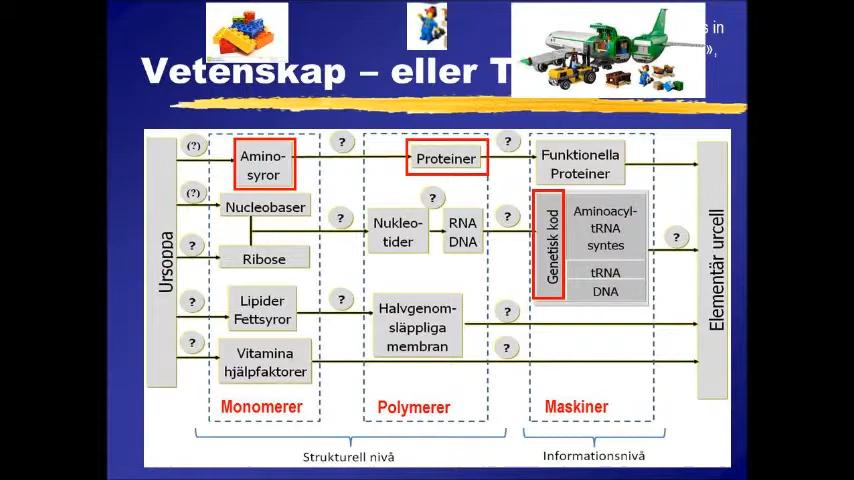 s in
Vetenskap – eller T
»,
(?)
Amino-
syror
?
Proteiner
?
Funktionella
Proteiner
(?)
Nucleobaser
?
Nukleo-
tider
?
RNA
DNA
?
Genetisk kod
Aminoacyl-
tRNA
syntes
tRNA
DNA
?
?
Ribose
Ursoppa
Elementär urcell
?
Lipider
Fettsyror
?
Halvgenom-
släppliga
membran
?
?
Vitamina
hjälpfaktorer
?
Monomerer
Polymerer
Maskiner
Strukturell nivå
Informationsnivå